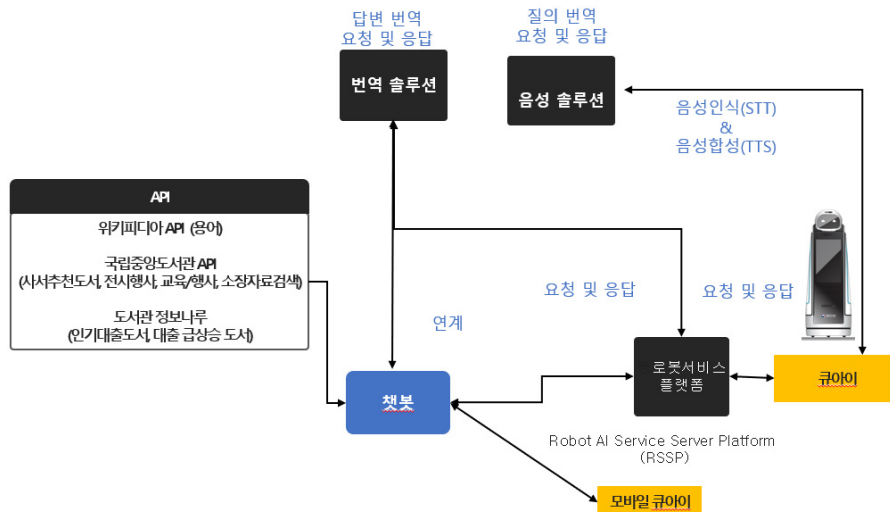 답변 번역
요청 및 응답
질의 번역
요청 및 응답
번역 솔루션
음성 솔루션
음성인식(STT)
&
음성합성(TTS)
API
위키피디아 API (용어)
국립중앙도서관 API
(사서추천도서, 전시행사, 교육/행사, 소장자료검색)
도서관 정보나루
(인기대출도서, 대출 급상승 도서)
요청 및 응답
요청 및 응답
연계
로봇서비스
플랫폼
큐아이
챗봇
Robot AI Service Server Platform
(RSSP)
모바일 큐아이